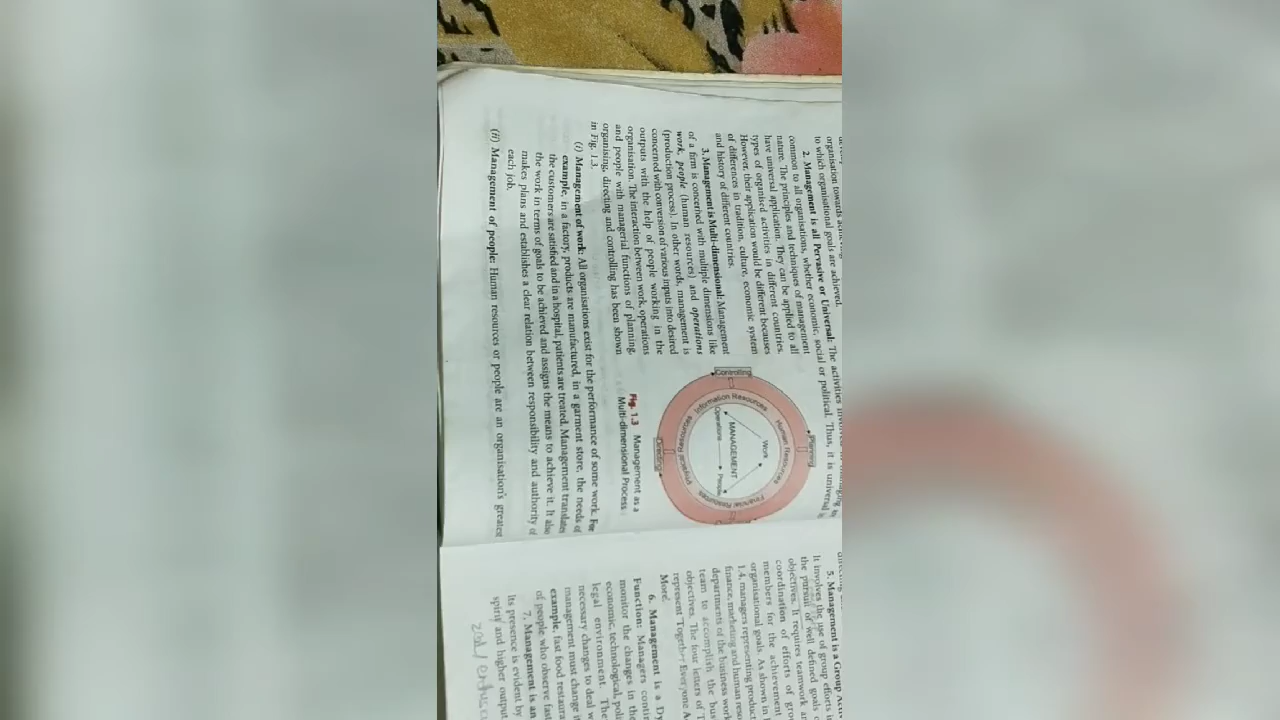 organisation towards
to which organisational goals are achieved.
2. Management is all Pervasive or Universal: The activities involved in managing
common to all organisations, whether economic, social or political. Thus, it is universal
nature. The principles and techniques of management
have universal application. They can be applied to all
types of organised activities in different countries.
However, their application would be different becauses
of differences in tradition, culture, economic system
and history of different countries.
3. Management is Multi-dimensional: Management
of a firm is concerned with multiple dimensions like
work, people (human resources) and operations
(production process). In other words, management is
concerned with conversion of various inputs into desired
outputs with the help of people working in the
organisation. The interaction between work, operations
and people with managerial functions of planning,
organising, directing and controlling has been shown
in Fig. 1.3.
Planning
Controlling
Directing
Human Resources
Information Resources
Financial Resources
Physical Resources
Work
MANAGEMENT
Operations
People
Fig. 1.3 Management as a
Multi-dimensional Process
(i) Management of work: All organisations exist for the performance of some work. For
example, in a factory, products are manufactured, in a garment store, the needs of
the customers are satisfied and in a hospital, patients are treated. Management translates
the work in terms of goals to be achieved and assigns the means to achieve it. It also
makes plans and establishes a clear relation between responsibility and authority of
each job.
(ii) Management of people: Human resources or people are an organisation's greatest
5. Management is a Group
It involves the use of group efforts
the pursuit of well defined goals
objectives. It requires teamwork
coordination of efforts of
members for the achievement
organisational goals. As shown in
1.4, managers representing
finance, marketing and human
departments of the business work
team to accomplish the
objectives. The four letters of
represent 'Together Everyone
More'.
6. Management is a
Function: Managers
monitor the changes in the
economic, technological,
legal environment.
necessary changes to deal
management must change
example, fast food
of people who observe fast
7. Management is an
Its presence is evident by
spirit and higher output